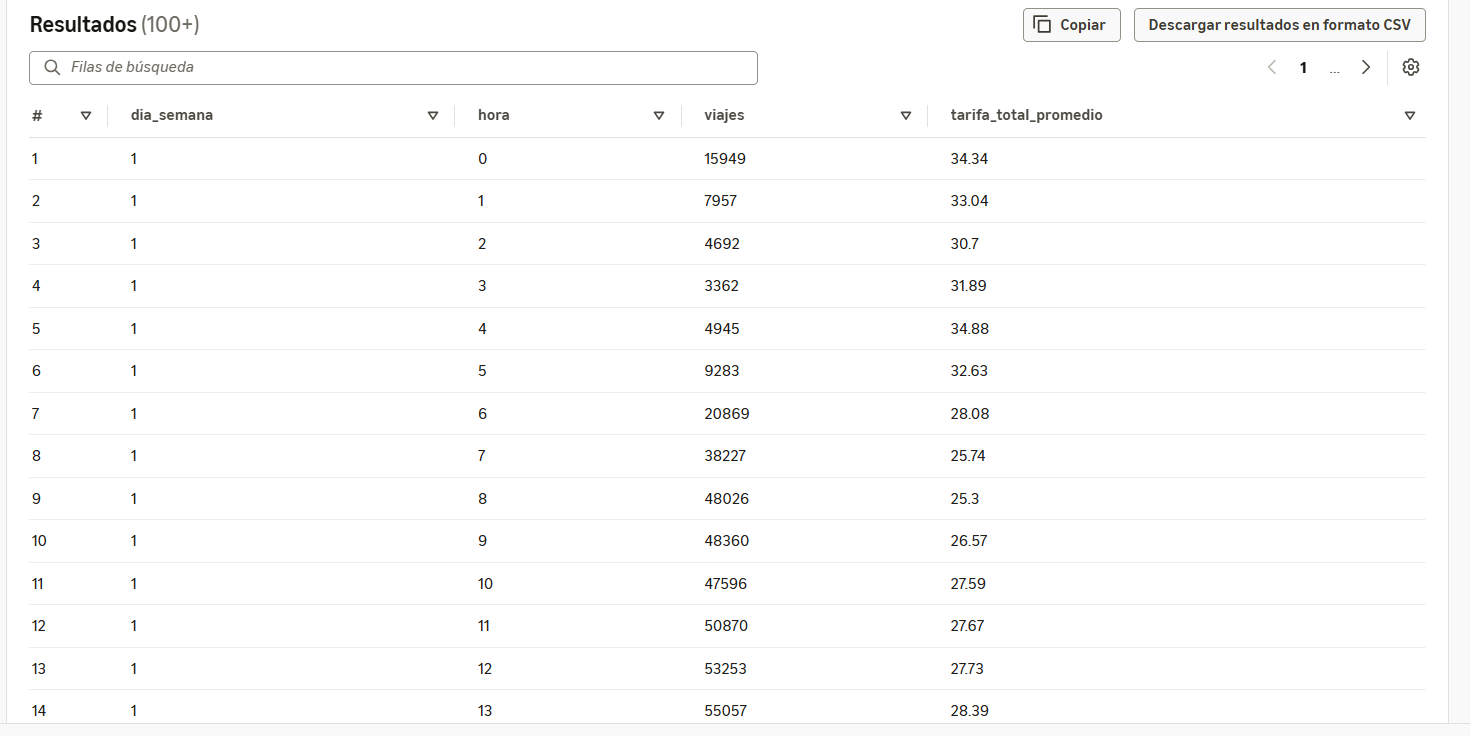 Resultados (100+) Copiar Descargar resultados en formato CSV
Filas de búsqueda 1 ...
# dia_semana hora viajes tarifa_total_promedio
1 1 0 15949 34.34
2 1 1 7957 33.04
3 1 2 4692 30.7
4 1 3 3362 31.89
5 1 4 4945 34.88
6 1 5 9283 32.63
7 1 6 20869 28.08
8 1 7 38227 25.74
9 1 8 48026 25.3
10 1 9 48360 26.57
11 1 10 47596 27.59
12 1 11 50870 27.67
13 1 12 53253 27.73
14 1 13 55057 28.39